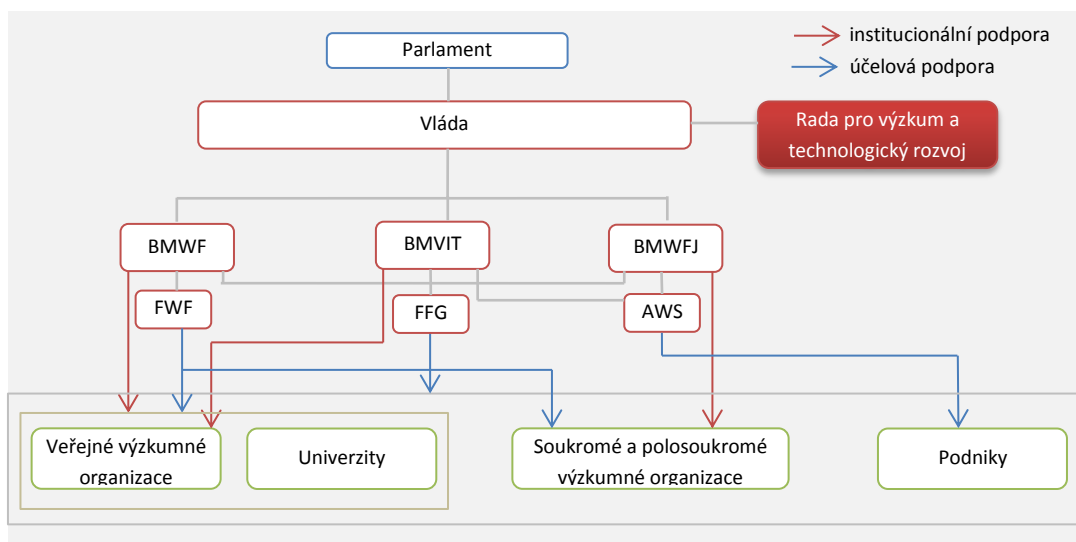 Parlament
institucionální podpora
účelová podpora
Vláda
Rada pro výzkum a
technologický rozvoj
BMWF
BMVIT
BMWFJ
FWF
FFG
AWS
Veřejné výzkumné
organizace
Univerzity
Soukromé a polosoukromé
výzkumné organizace
Podniky